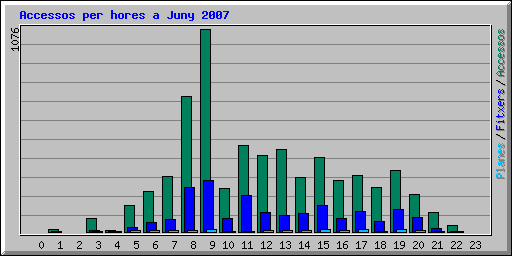 Accessos per hores a Juny 2007
1076
Planes / Fitxers / Accessos
0 1 2 3 4 5 6 7 8 9 10 11 12 13 14 15 16 17 18 19 20 21 22 23